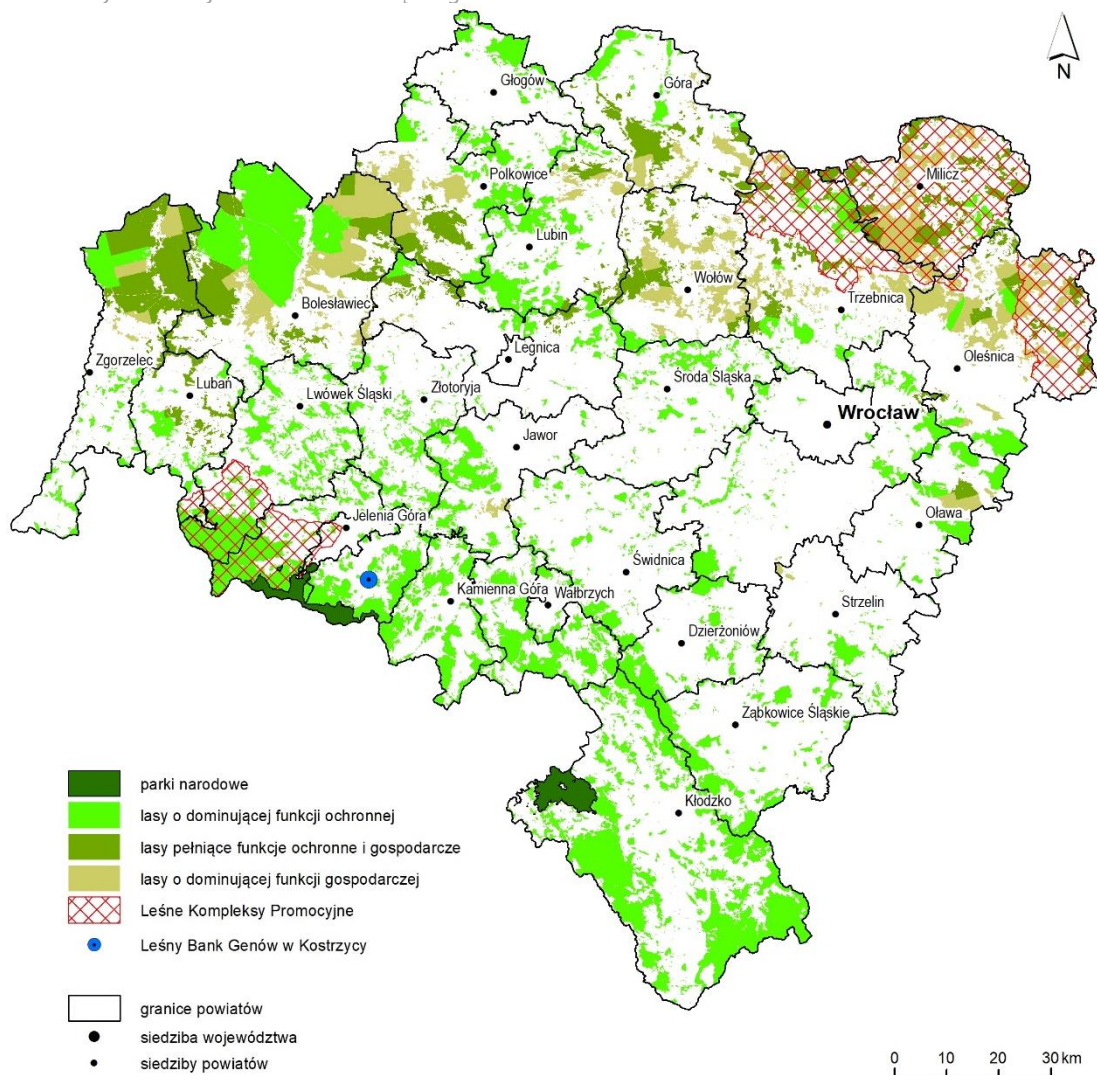 N
Głogów
Góra
Milicz
Polkowice
Lubin
Wołów
Trzebnica
Bolesławiec
Legnica
Oleśnica
Zgorzelec
Lubań
Lwówek Śląski
Złotoryja
Środa Śląska
Wrocław
Jawor
Oława
Jelenia Góra
Świdnica
Kamienna Góra
Wałbrzych
Strzelin
Dzierżoniów
Ząbkowice Śląskie
Kłodzko
parki narodowe
lasy o dominującej funkcji ochronnej
lasy pełniące funkcje ochronne i gospodarcze
lasy o dominującej funkcji gospodarczej
Leśne Kompleksy Promocyjne
Leśny Bank Genów w Kostrzycy
granice powiatów
siedziba województwa
siedziby powiatów
0 10 20 30 km